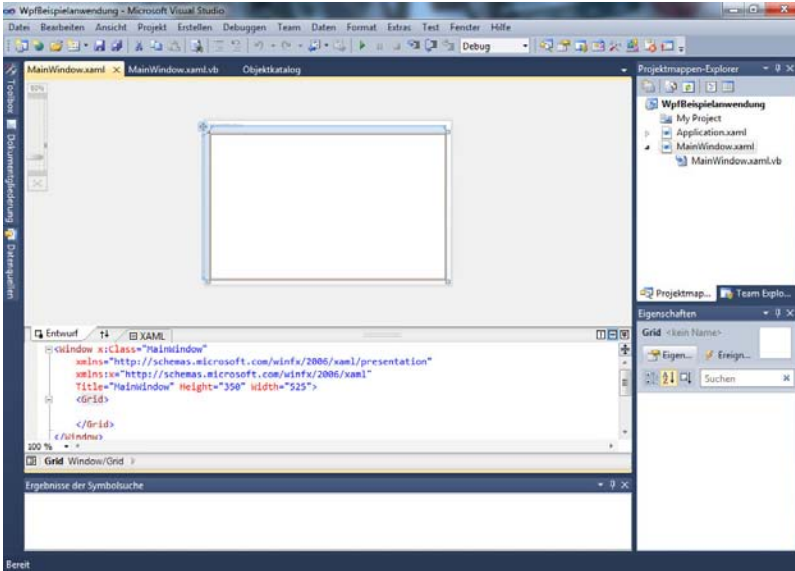 WpfBeispielanwendung - Microsoft Visual Studio
Datei Bearbeiten Ansicht Projekt Erstellen Debuggen Team Daten Format Extras Test Fenster Hilfe
Debug
MainWindow.xaml MainWindow.xaml.vb Objektkatalog
Toolbox
Dokumentgliederung
Datenquellen
Entwurf XAML
<Window x:Class="MainWindow"
xmlns="http://schemas.microsoft.com/winfx/2006/xaml/presentation"
xmlns:x="http://schemas.microsoft.com/winfx/2006/xaml"
Title="MainWindow" Height="350" Width="525">
<Grid>
</Grid>
</Window>
100 %
Grid Window/Grid
Ergebnisse der Symbolsuche
Projektmappen-Explorer
WpfBeispielanwendung
My Project
Application.xaml
MainWindow.xaml
MainWindow.xaml.vb
Projektmap... Team Explo...
Eigenschaften
Grid <kein Name>
Eigen... Ereign...
Suchen
Bereit